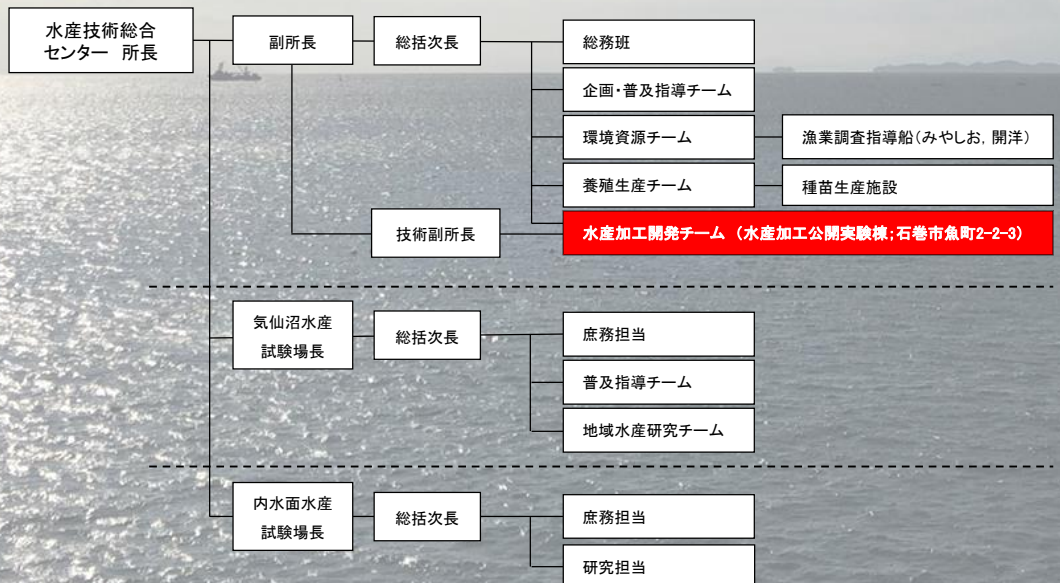 水産技術総合
センター　所長
副所長
総括次長
総務班
企画・普及指導チーム
環境資源チーム
漁業調査指導船（みやしお, 開洋）
養殖生産チーム
種苗生産施設
技術副所長
水産加工開発チーム （水産加工公開実験棟;石巻市魚町2-2-3）
気仙沼水産
試験場長
総括次長
庶務担当
普及指導チーム
地域水産研究チーム
内水面水産
試験場長
総括次長
庶務担当
研究担当